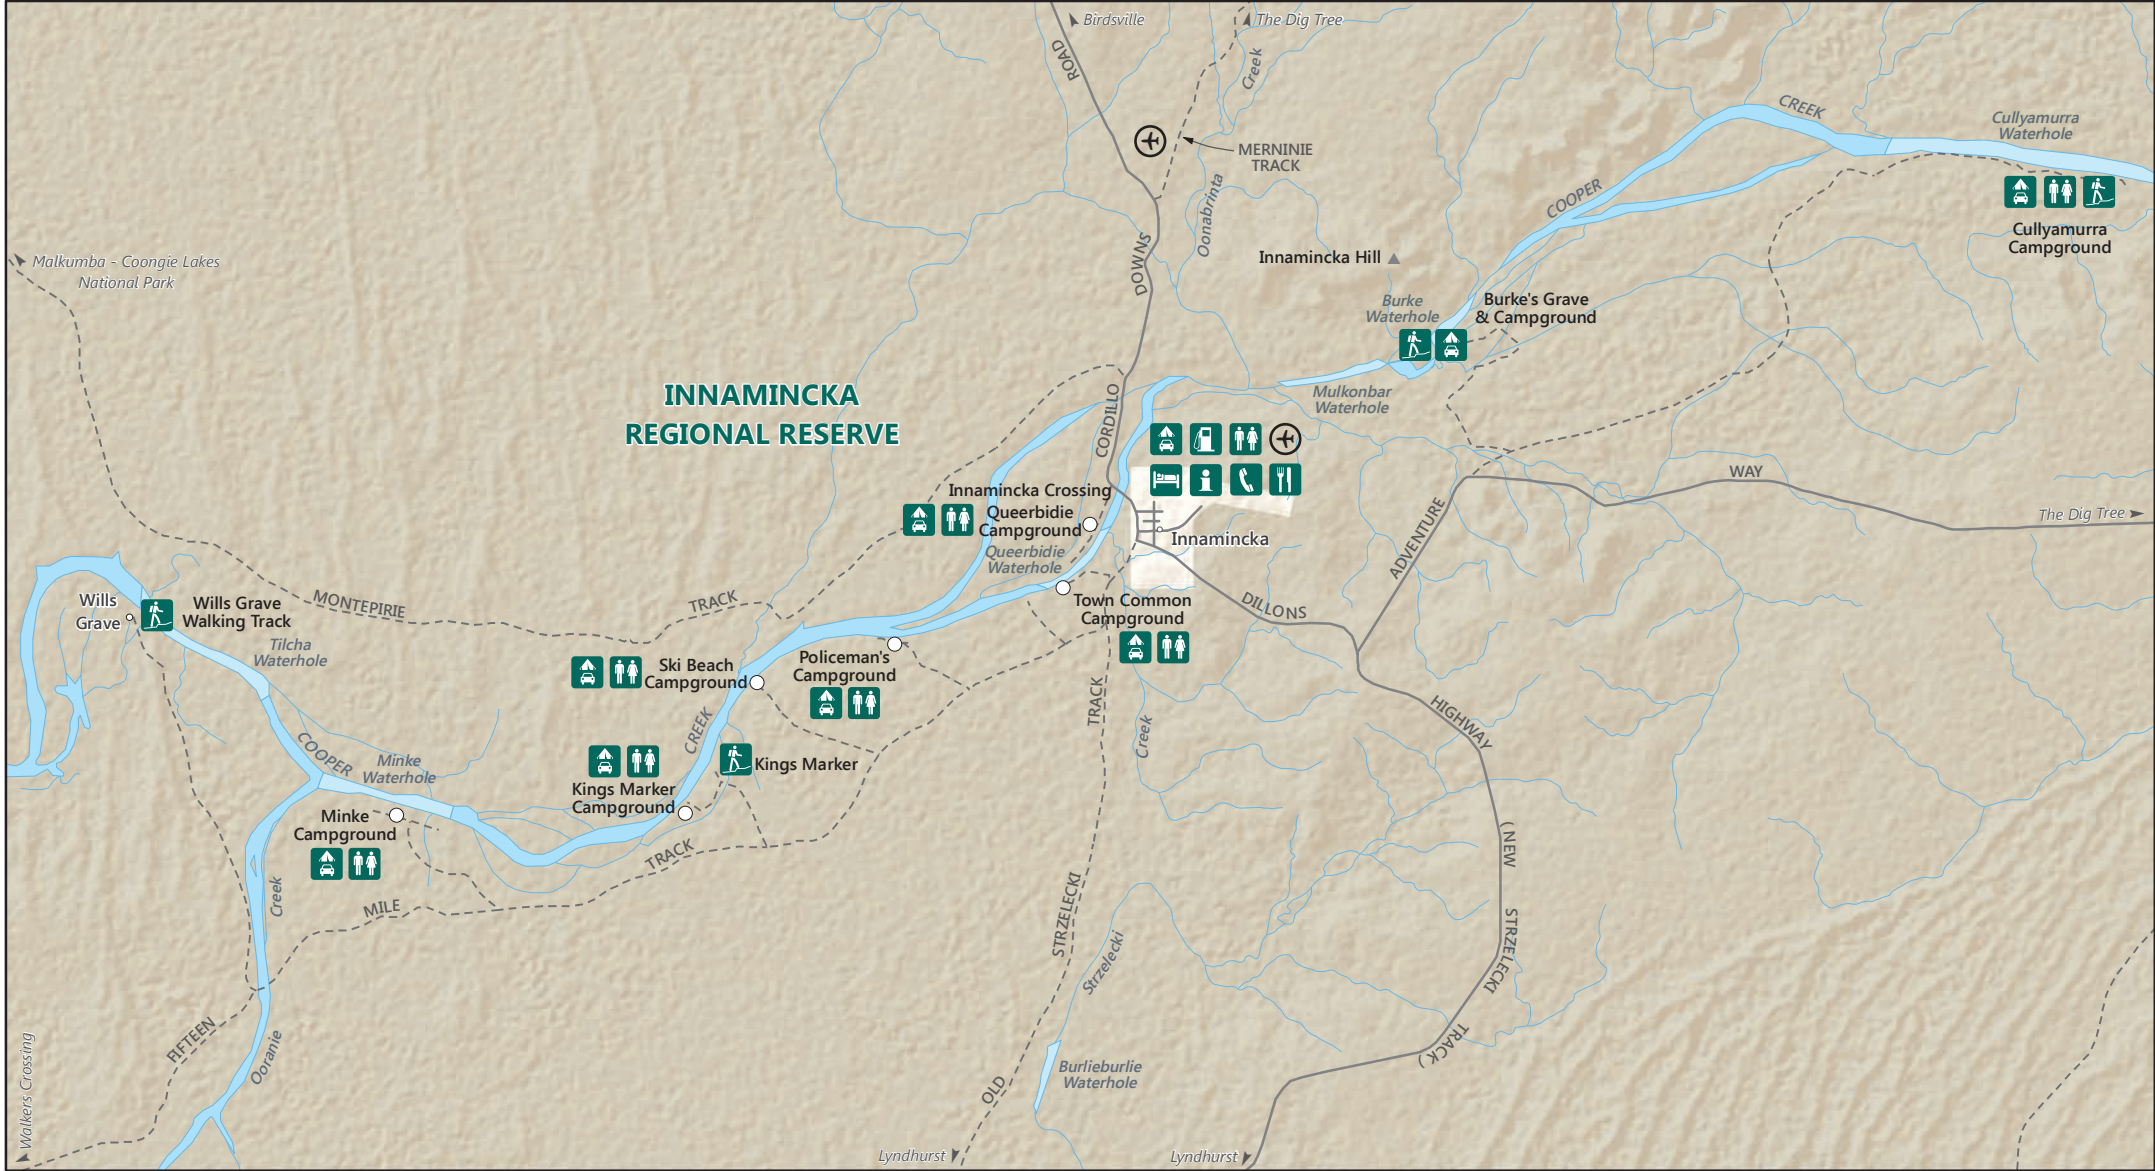 Birdsville
The Dig Tree
ROAD
Creek
MERNINIE
TRACK
CREEK
Cullyamurra
Waterhole
COOPER
Oonabrinta
Cullyamurra
Campground
DOWNS
Innamincka Hill
Malkumba - Coongie Lakes
National Park
Burke
Waterhole
Burke's Grave
& Campground
INNAMINCKA
REGIONAL RESERVE
CORDILLO
Mulkonbar
Waterhole
WAY
Innamincka Crossing
Queerbidie
Campground
Queerbidie
Waterhole
Innamincka
ADVENTURE
The Dig Tree
Wills
Grave
Wills Grave
Walking Track
Tilcha
Waterhole
MONTEPIRIE
TRACK
Town Common
Campground
DILLONS
Ski Beach
Campground
Policeman's
Campground
CREEK
TRACK
Creek
HIGHWAY
COOPER
Minke
Waterhole
Kings Marker
Kings Marker
Campground
Minke
Campground
TRACK
(NEW
Creek
MILE
STRZELECKI
Strzelecki
STRZELECKI
FIFTEEN
Ooranie
TRACK)
Walkers Crossing
OLD
Burlieburlie
Waterhole
Lyndhurst
Lyndhurst